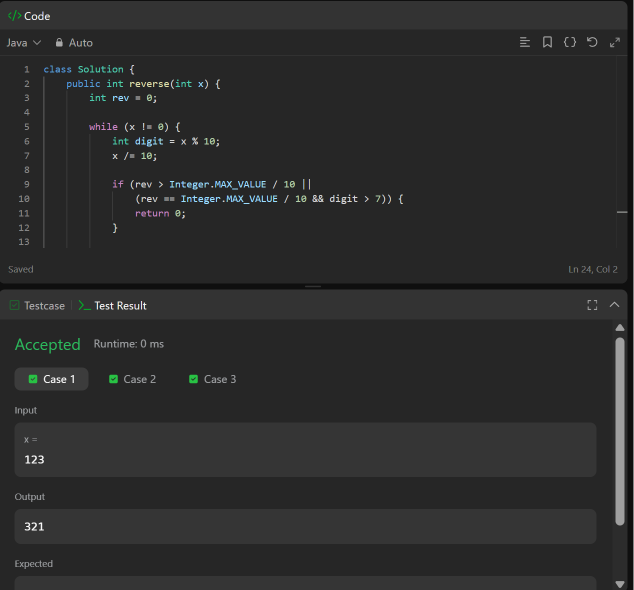 </> Code
Java Auto
1 class Solution {
2 public int reverse(int x) {
3 int rev = 0;
4
5 while (x != 0) {
6 int digit = x % 10;
7 x /= 10;
8
9 if (rev > Integer.MAX_VALUE / 10 ||
10 (rev == Integer.MAX_VALUE / 10 && digit > 7)) {
11 return 0;
12 }
13
Saved Ln 24, Col 2
Testcase >_ Test Result
Accepted Runtime: 0 ms
Case 1 Case 2 Case 3
Input
x =
123
Output
321
Expected